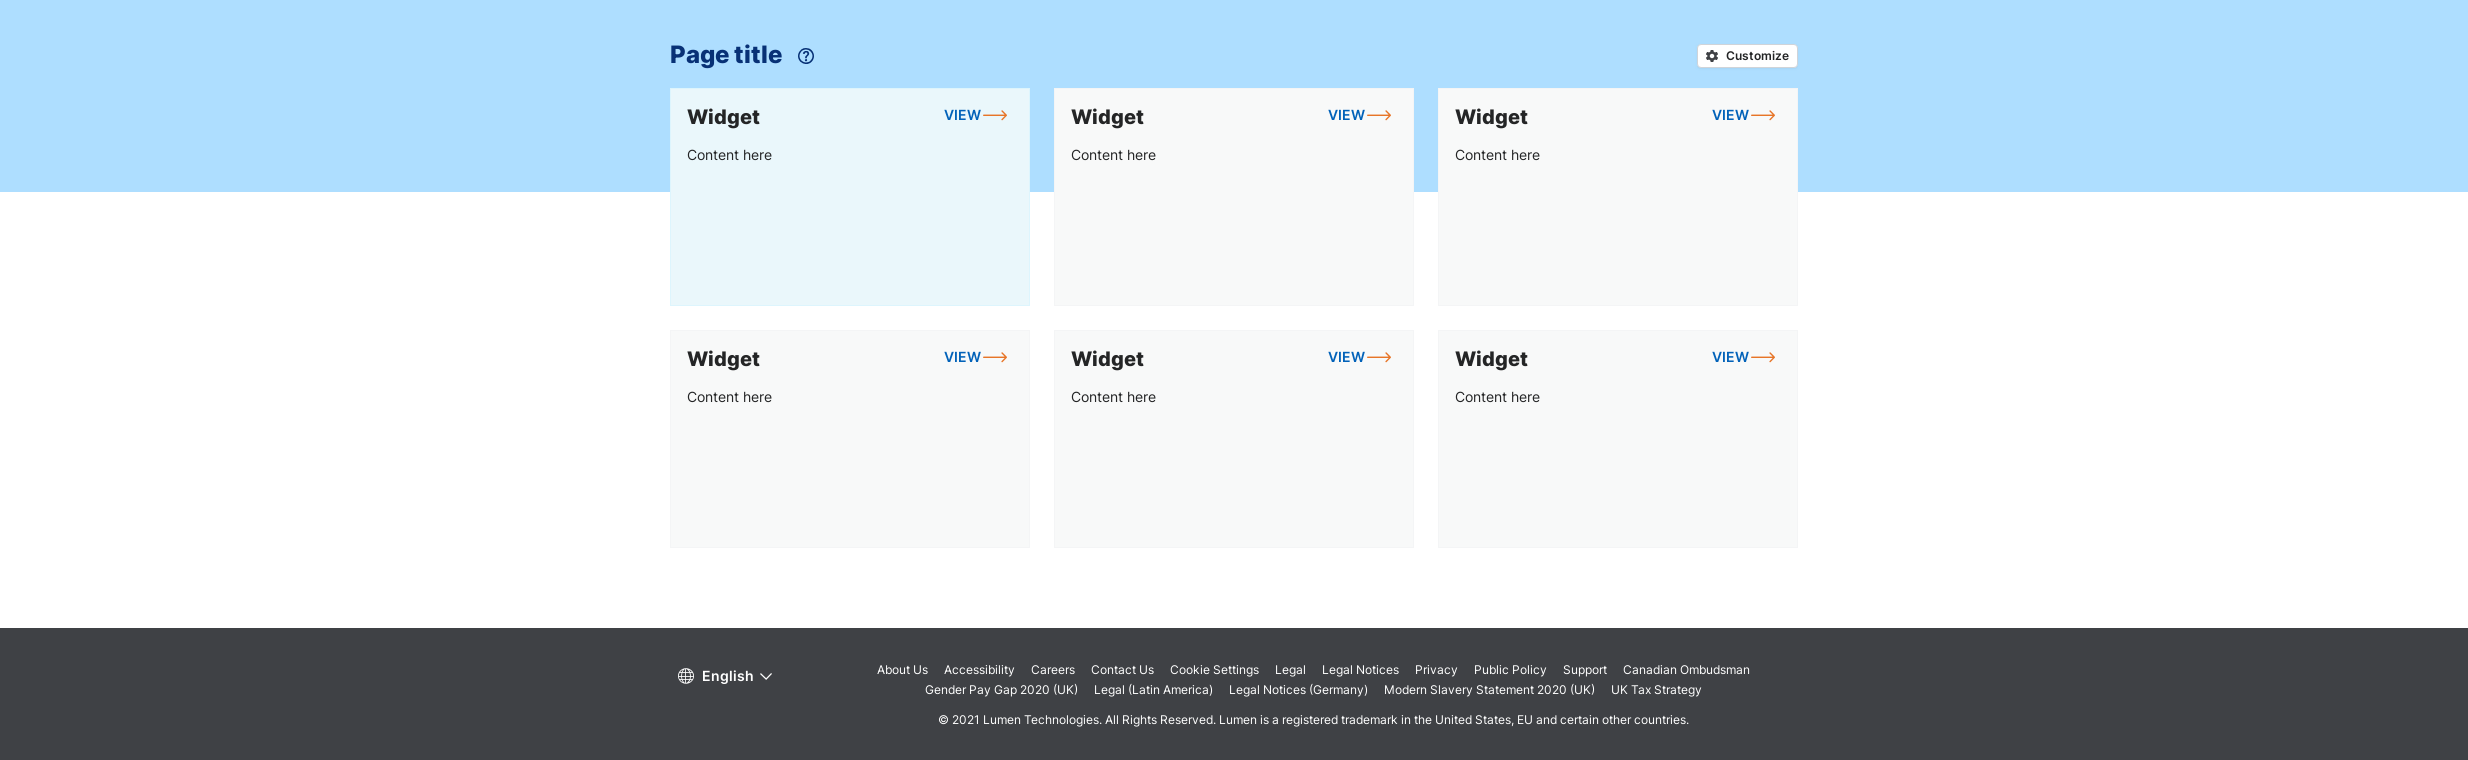 Page title
Customize
Widget VIEW
Content here
Widget VIEW
Content here
Widget VIEW
Content here
Widget VIEW
Content here
Widget VIEW
Content here
Widget VIEW
Content here
English
About Us Accessibility Careers Contact Us Cookie Settings Legal Legal Notices Privacy Public Policy Support Canadian Ombudsman
Gender Pay Gap 2020 (UK) Legal (Latin America) Legal Notices (Germany) Modern Slavery Statement 2020 (UK) UK Tax Strategy
© 2021 Lumen Technologies. All Rights Reserved. Lumen is a registered trademark in the United States, EU and certain other countries.